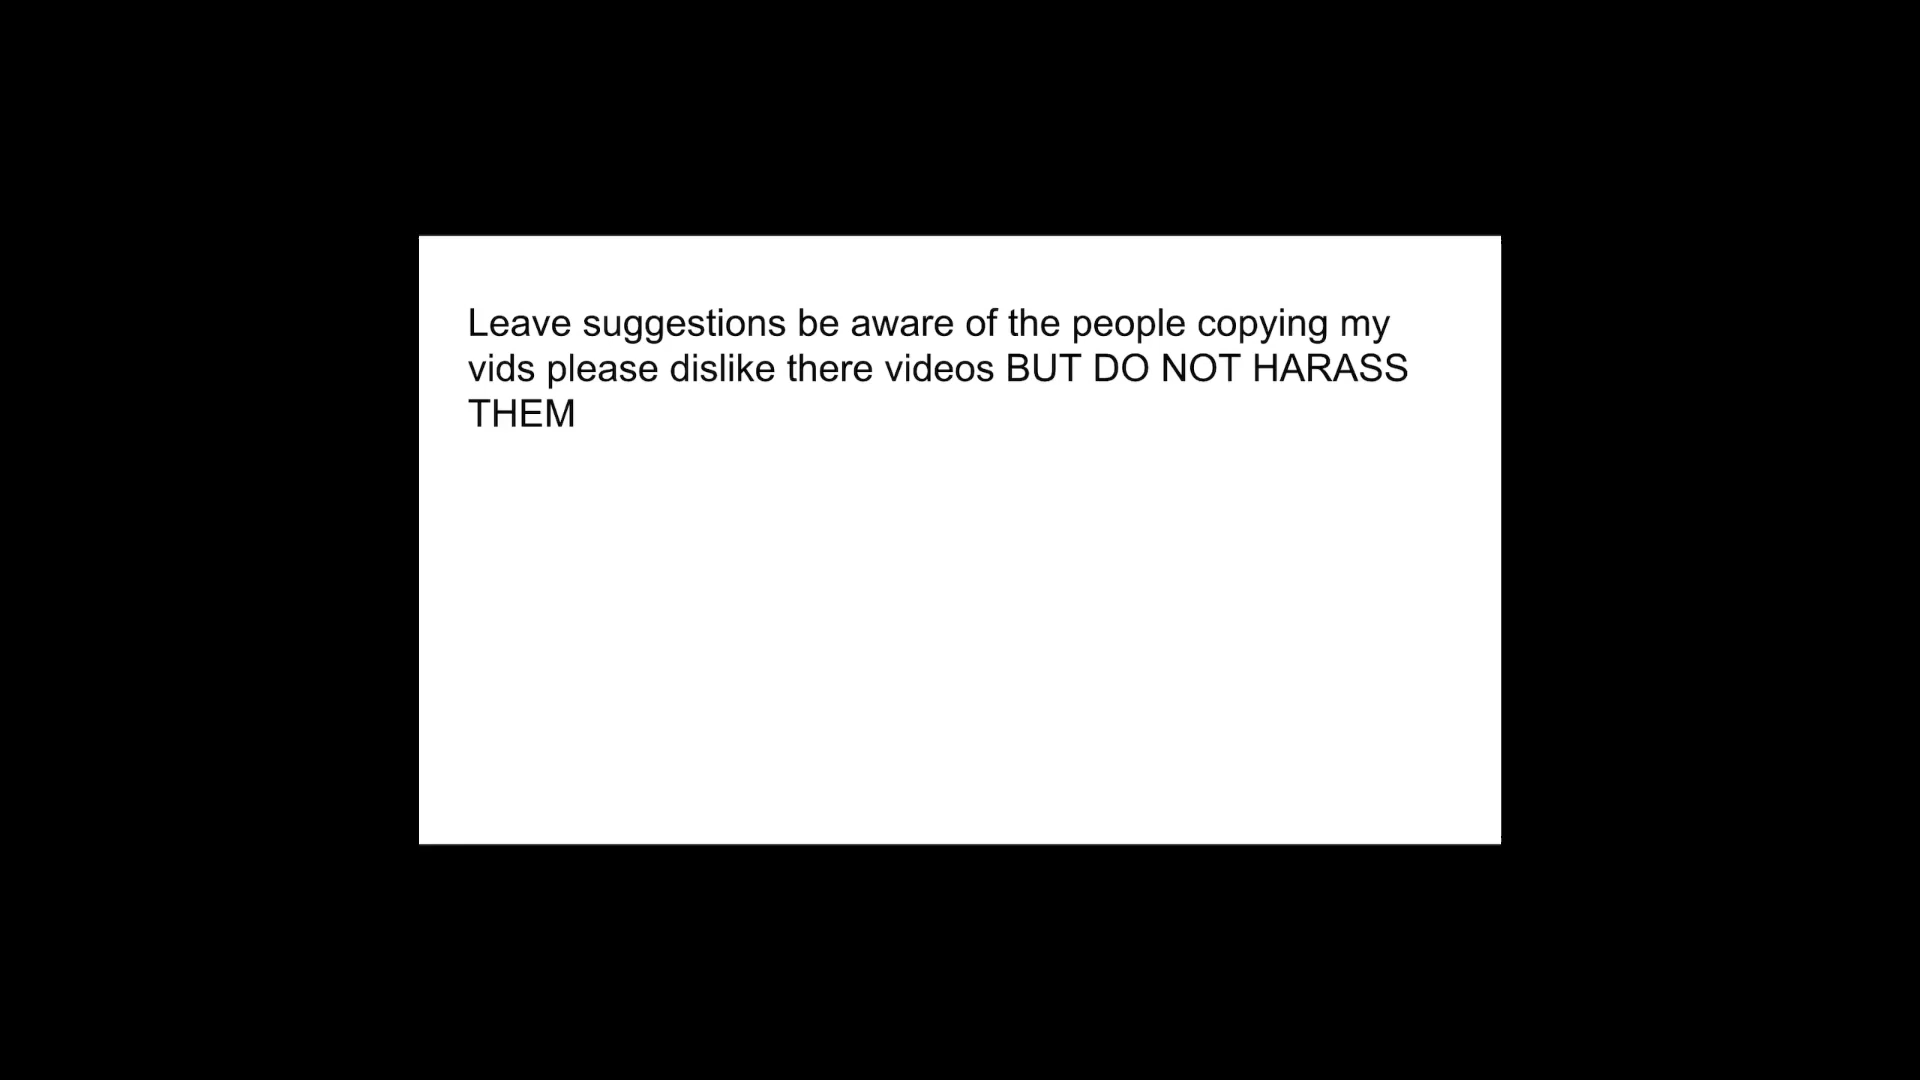 Leave suggestions be aware of the people copying my
vids please dislike there videos BUT DO NOT HARASS
THEM